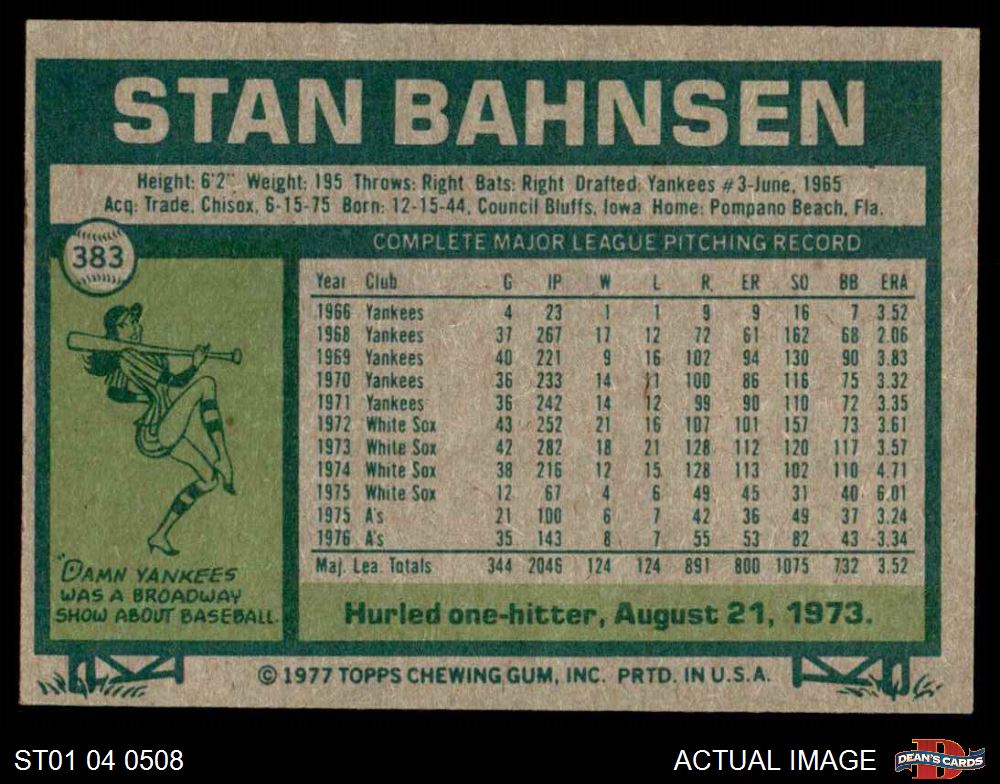 STAN BAHNSEN
Height: 6'2" Weight: 195 Throws: Right Bats: Right Drafted: Yankees #3-June, 1965
Acq: Trade, Chisox, 6-15-75 Born: 12-15-44, Council Bluffs, Iowa Home: Pompano Beach, Fla.
383
COMPLETE MAJOR LEAGUE PITCHING RECORD
Year Club G IP W L R ER SO BB ERA
1966 Yankees 4 23 1 1 9 9 16 7 3.52
1968 Yankees 37 267 17 12 72 61 162 68 2.06
1969 Yankees 40 221 9 16 102 94 130 90 3.83
1970 Yankees 36 233 14 11 100 86 116 75 3.32
1971 Yankees 36 242 14 12 99 90 110 72 3.35
1972 White Sox 43 252 21 16 107 101 157 73 3.61
1973 White Sox 42 282 18 21 128 112 120 117 3.57
1974 White Sox 38 216 12 15 128 113 102 110 4.71
1975 White Sox 12 67 4 6 49 45 31 40 6.01
1975 A's 21 100 6 7 42 36 49 37 3.24
1976 A's 35 143 8 7 55 53 82 43 3.34
Maj. Lea. Totals 344 2046 124 124 891 800 1075 732 3.52
"DAMN YANKEES
WAS A BROADWAY
SHOW ABOUT BASEBALL.
Hurled one-hitter, August 21, 1973.
© 1977 TOPPS CHEWING GUM, INC. PRTD. IN U.S.A.
ST01 04 0508
ACTUAL IMAGE
D
DEAN'S CARDS